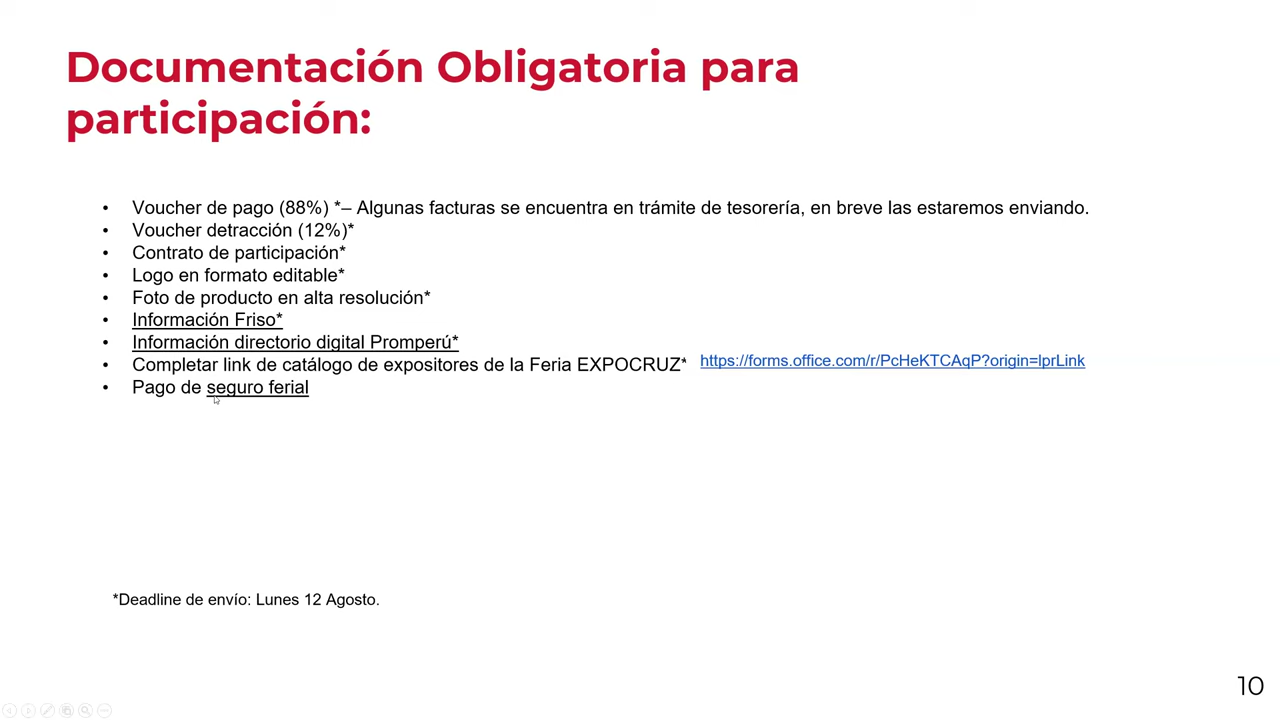 Documentación Obligatoria para
participación:
• Voucher de pago (88%) *– Algunas facturas se encuentra en trámite de tesorería, en breve las estaremos enviando.
• Voucher detracción (12%)*
• Contrato de participación*
• Logo en formato editable*
• Foto de producto en alta resolución*
• Información Friso*
• Información directorio digital Promperú*
• Completar link de catálogo de expositores de la Feria EXPOCRUZ* https://forms.office.com/r/PcHeKTCAqP?origin=lprLink
• Pago de seguro ferial
*Deadline de envío: Lunes 12 Agosto.
10